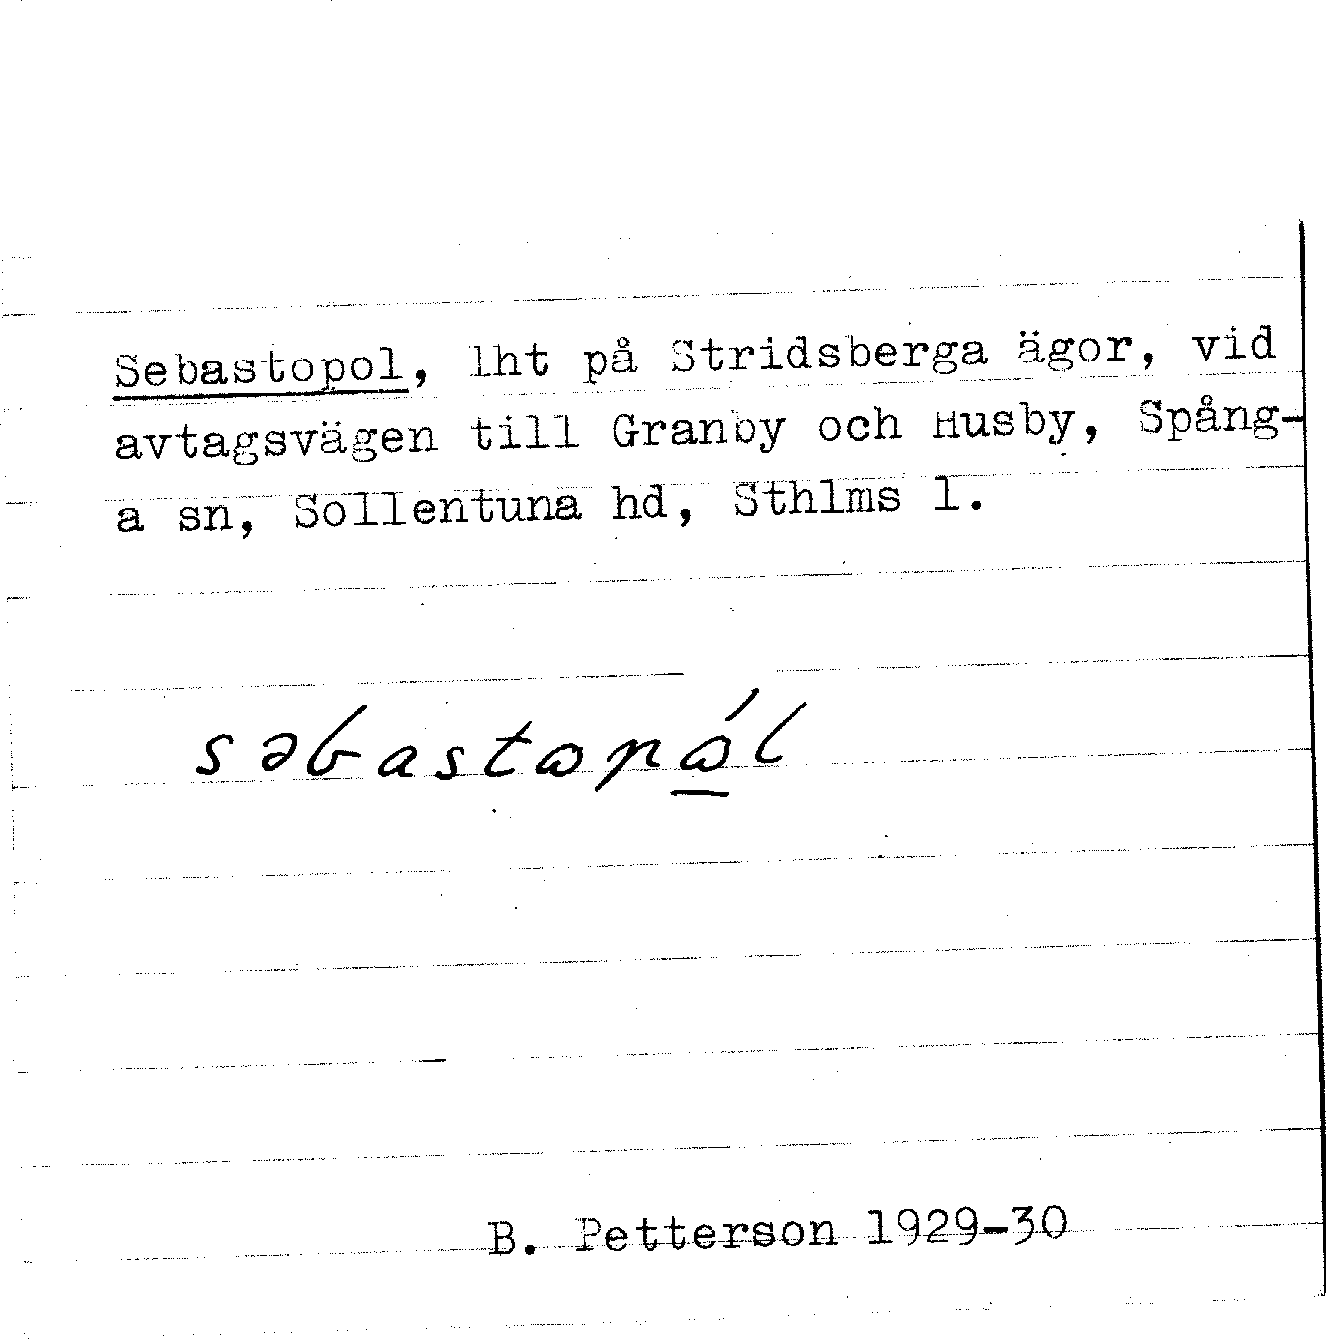 Sebastopol, lht på Stridsberga ägor, vid
avtagsvägen till Granby och Husby, Spång-
a sn, Sollentuna hd, Sthlms l.
səbastωpώ̲l
B. Petterson 1929-30